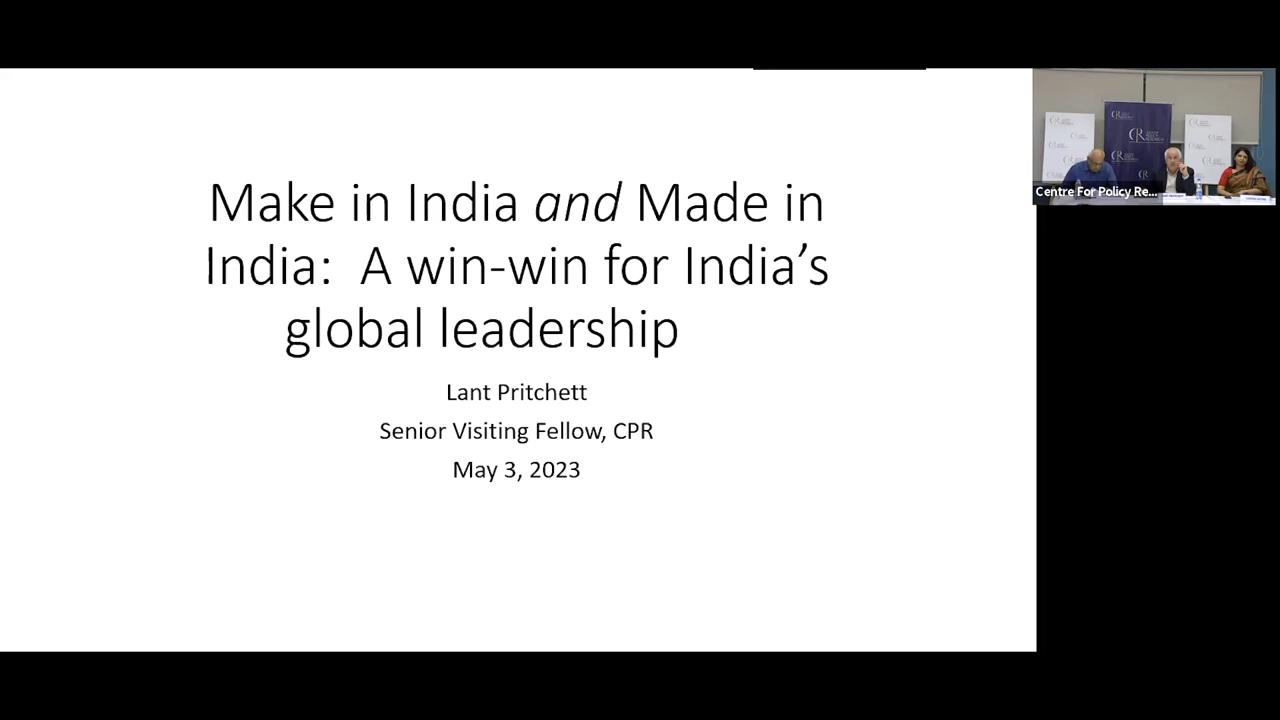 Make in India and Made in
India: A win-win for India's
global leadership
Lant Pritchett
Senior Visiting Fellow, CPR
May 3, 2023
Centre For Policy Re...